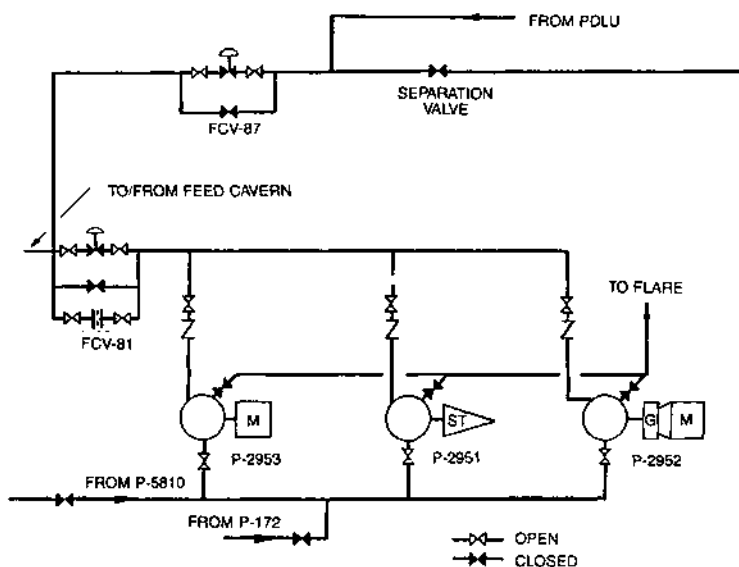 FROM PDLU
SEPARATION
VALVE
FCV-87
TO/FROM FEED CAVERN
TO FLARE
FCV-81
M
ST
G
M
P-2953
P-2951
P-2952
FROM P-5810
FROM P-172
OPEN
CLOSED